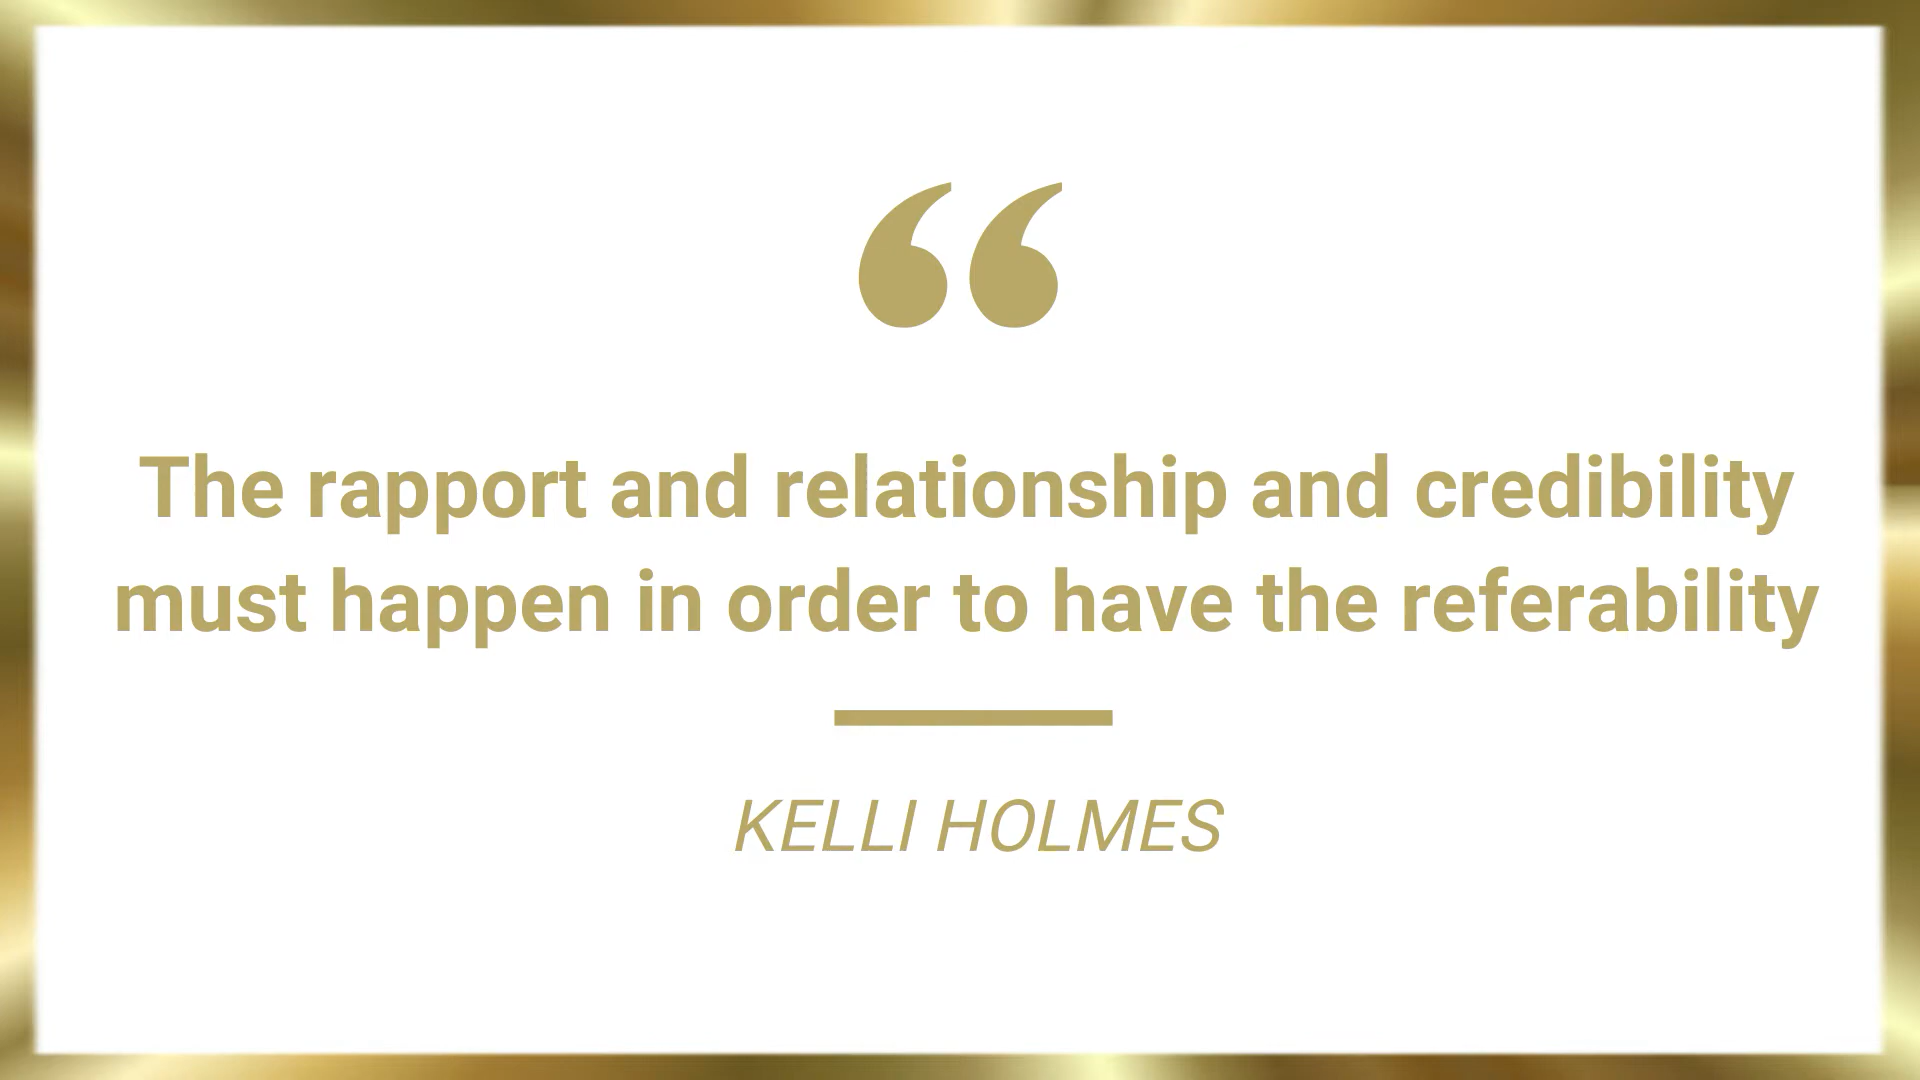 “
The rapport and relationship and credibility
must happen in order to have the referability
KELLI HOLMES